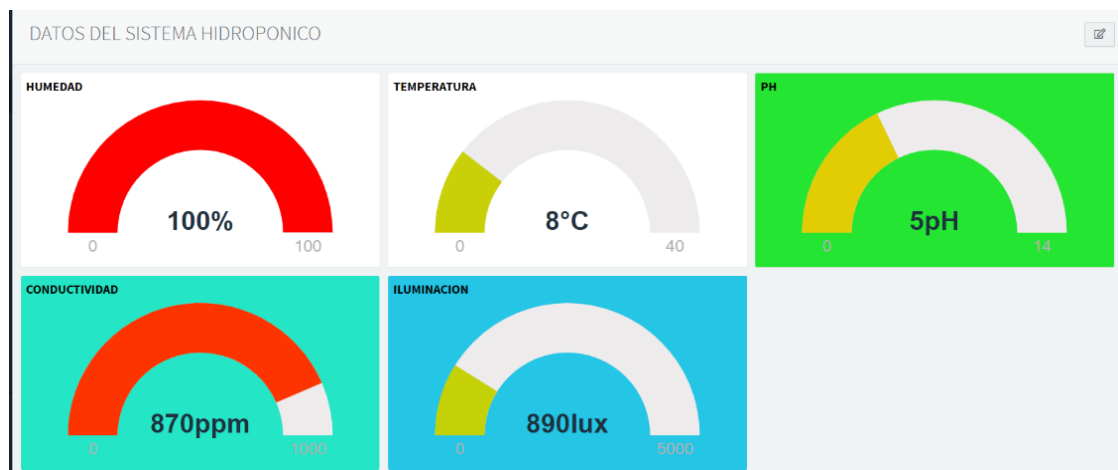 DATOS DEL SISTEMA HIDROPONICO
HUMEDAD
100%
0
100
TEMPERATURA
8°C
0
40
PH
5pH
0
14
CONDUCTIVIDAD
870ppm
0
1000
ILUMINACION
890lux
0
5000